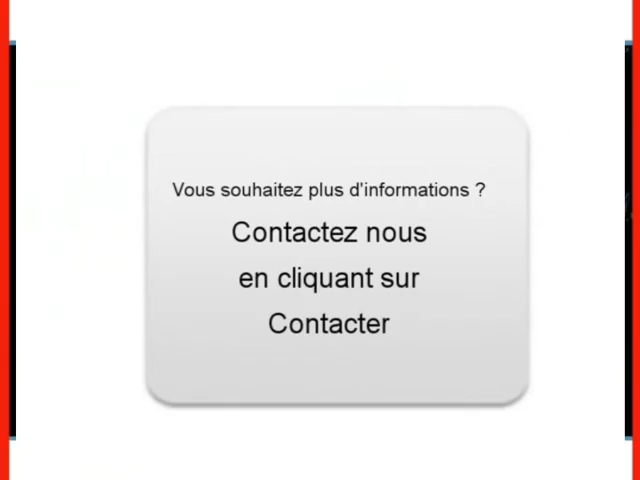 Vous souhaitez plus d'informations ?
Contactez nous
en cliquant sur
Contacter